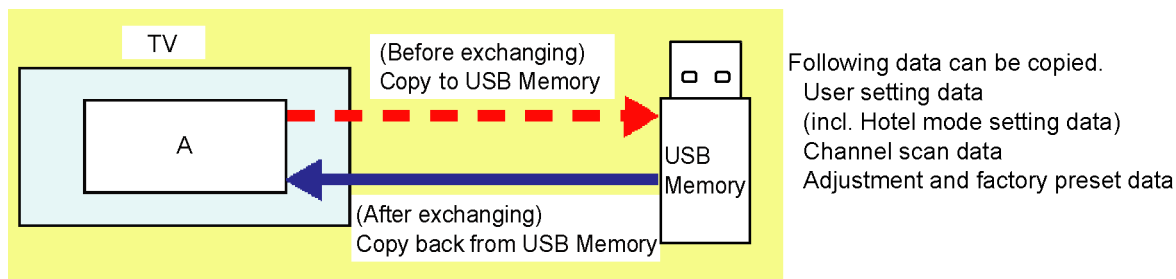 TV
A
(Before exchanging)
Copy to USB Memory
USB
Memory
(After exchanging)
Copy back from USB Memory
Following data can be copied.
User setting data
(incl. Hotel mode setting data)
Channel scan data
Adjustment and factory preset data